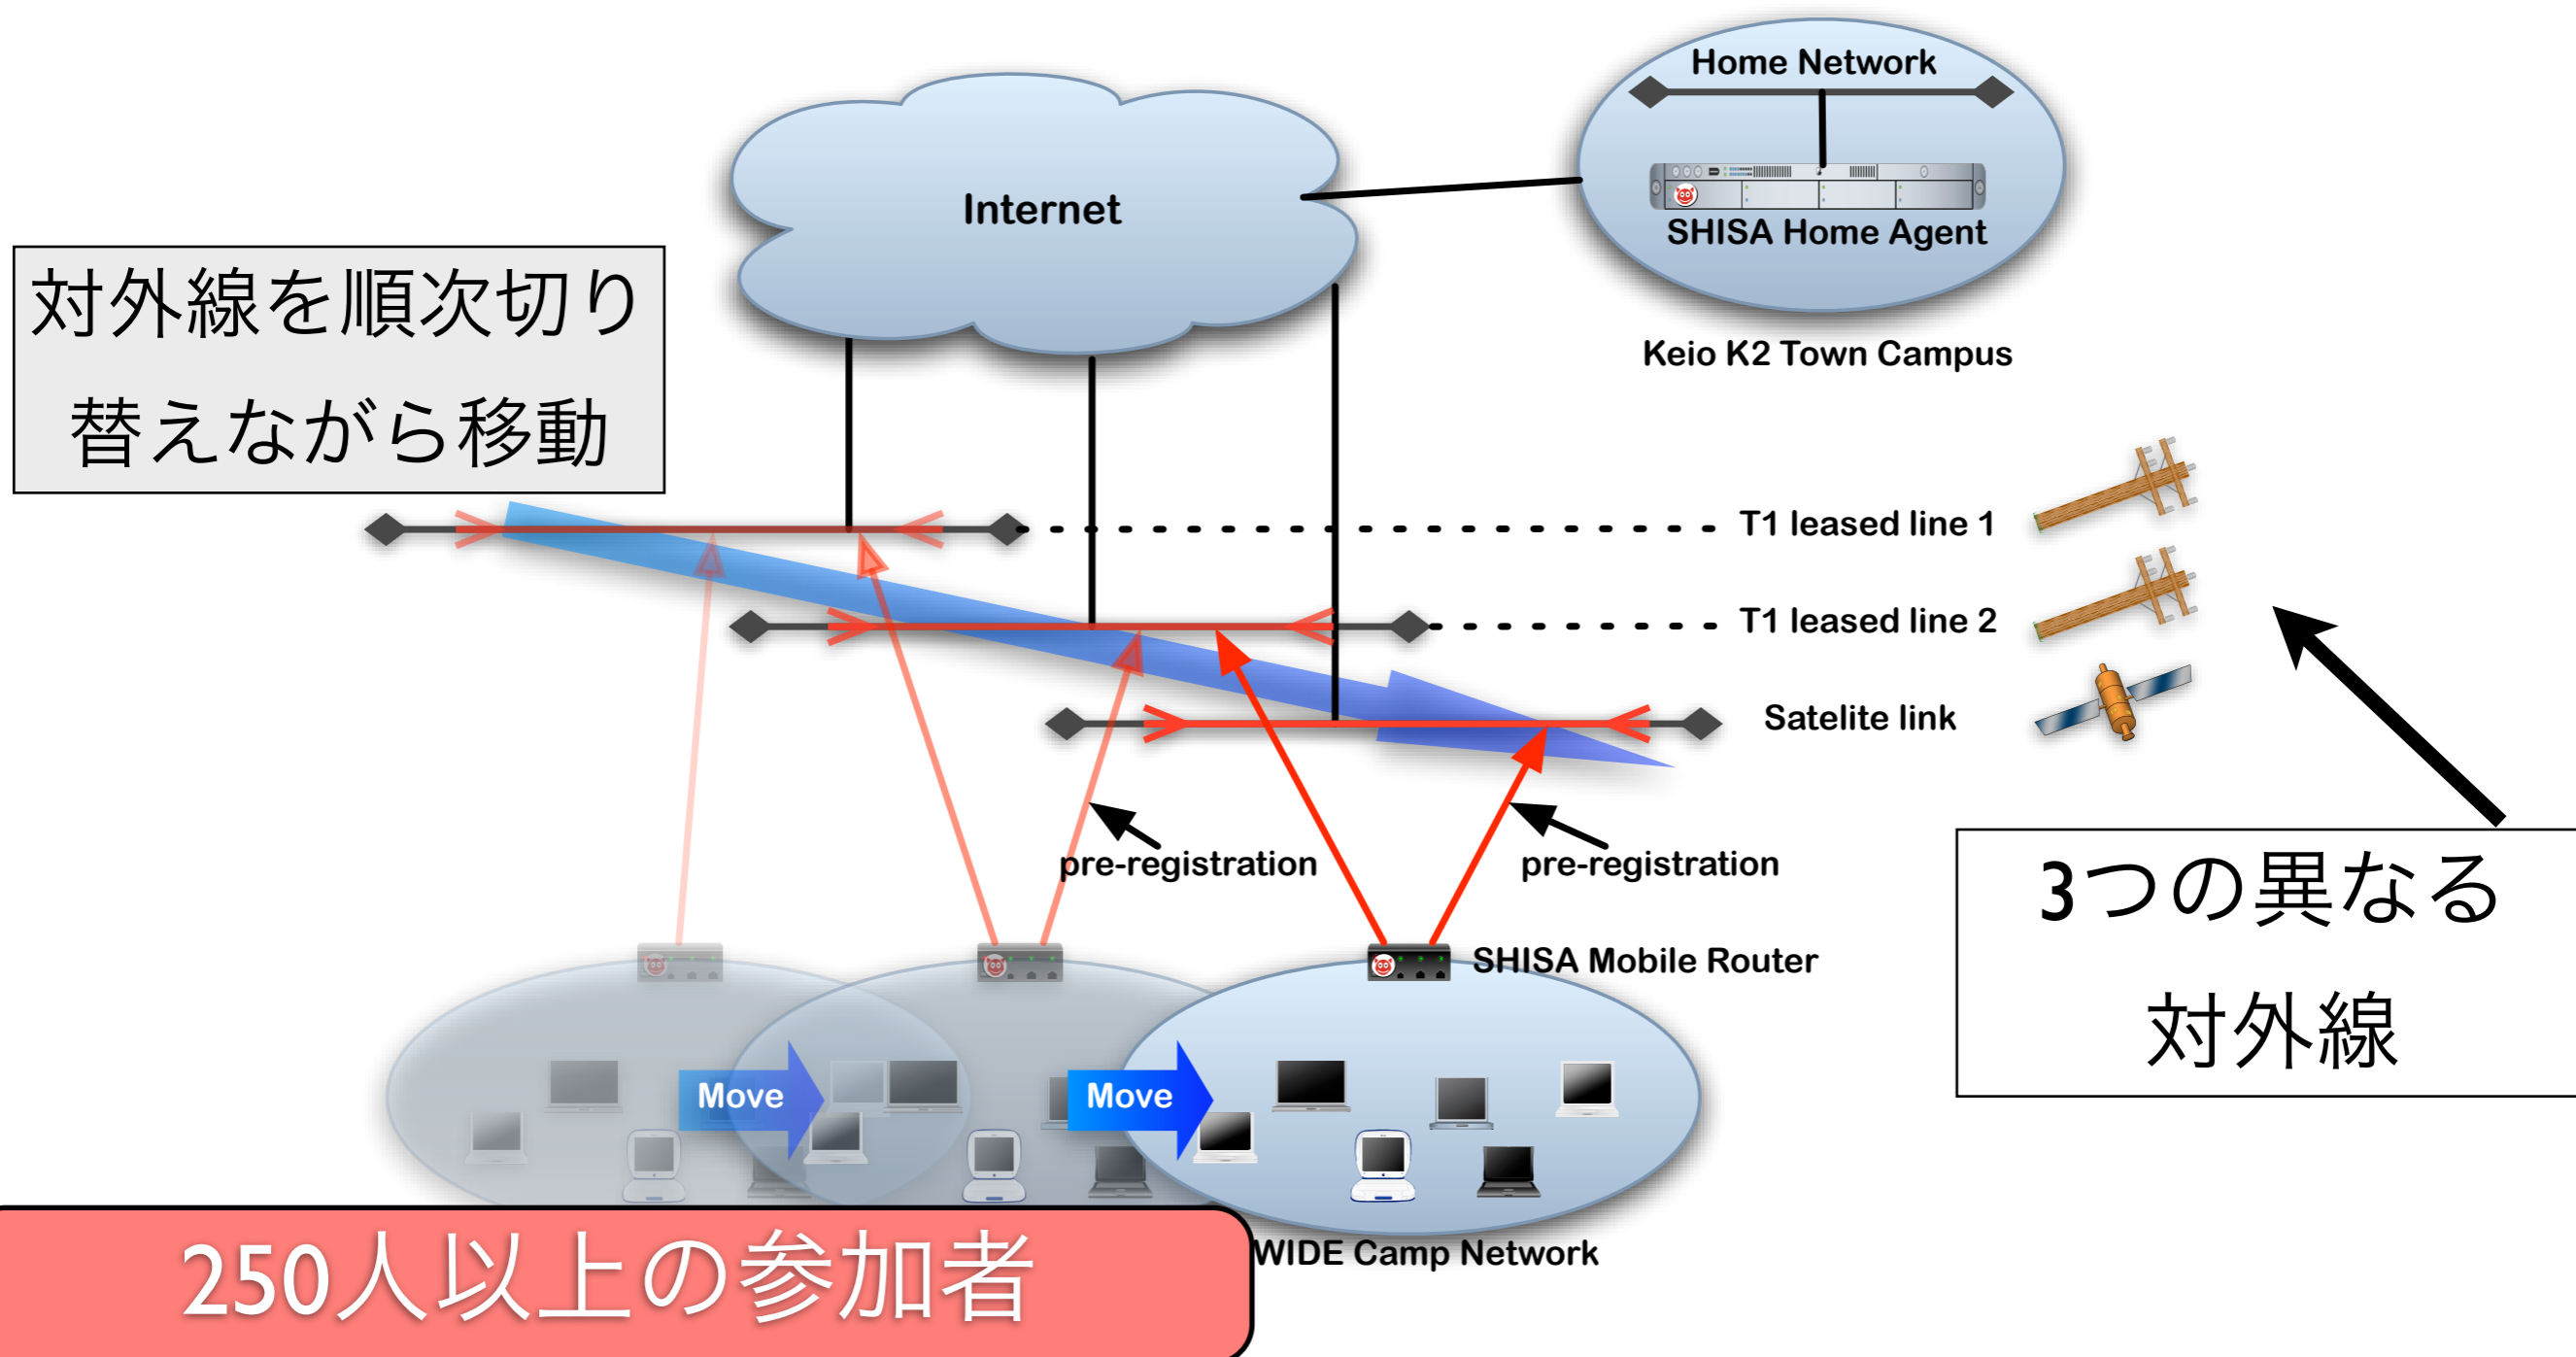 Home Network
SHISA Home Agent
Internet
Keio K2 Town Campus
対外線を順次切り
替えながら移動
T1 leased line 1
T1 leased line 2
Satelite link
pre-registration
pre-registration
3つの異なる
対外線
SHISA Mobile Router
Move
Move
WIDE Camp Network
250人以上の参加者